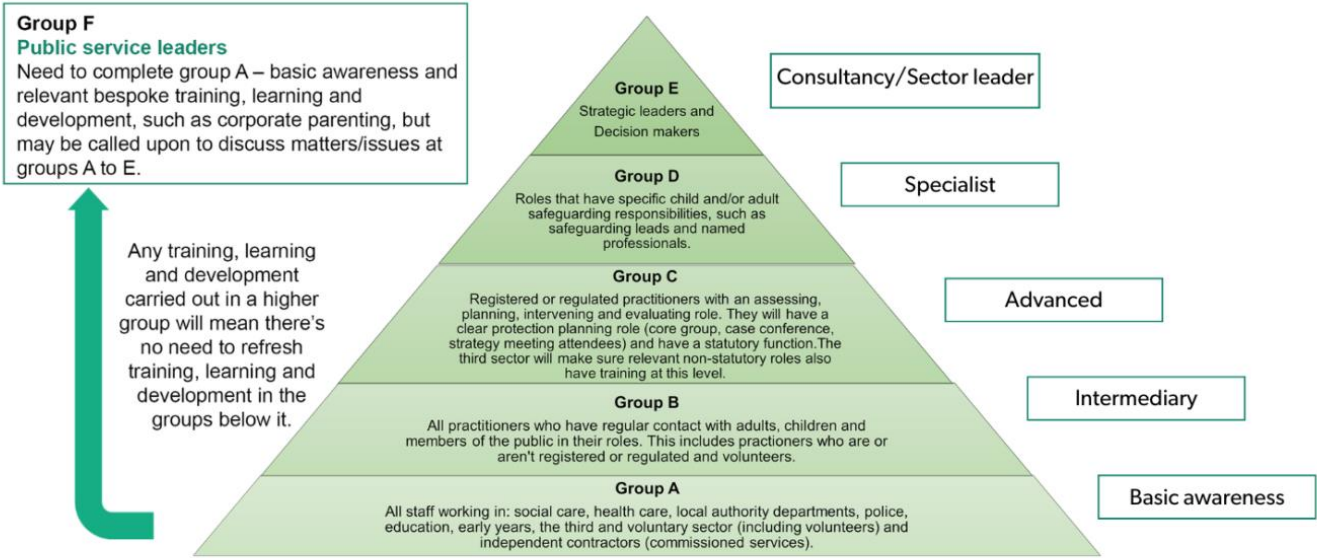 Group F
Public service leaders
Need to complete group A – basic awareness and
relevant bespoke training, learning and
development, such as corporate parenting, but
may be called upon to discuss matters/issues at
groups A to E.
Any training, learning
and development
carried out in a higher
group will mean there's
no need to refresh
training, learning and
development in the
groups below it.
Group E
Strategic leaders and
Decision makers
Consultancy/Sector leader
Group D
Roles that have specific child and/or adult
safeguarding responsibilities, such as
safeguarding leads and named
professionals.
Specialist
Group C
Registered or regulated practitioners with an assessing,
planning, intervening and evaluating role. They will have a
clear protection planning role (core group, case conference,
strategy meeting attendees) and have a statutory function.The
third sector will make sure relevant non-statutory roles also
have training at this level.
Advanced
Group B
All practitioners who have regular contact with adults, children and
members of the public in their roles. This includes practioners who are or
aren't registered or regulated and volunteers.
Intermediary
Group A
All staff working in: social care, health care, local authority departments, police,
education, early years, the third and voluntary sector (including volunteers) and
independent contractors (commissioned services).
Basic awareness